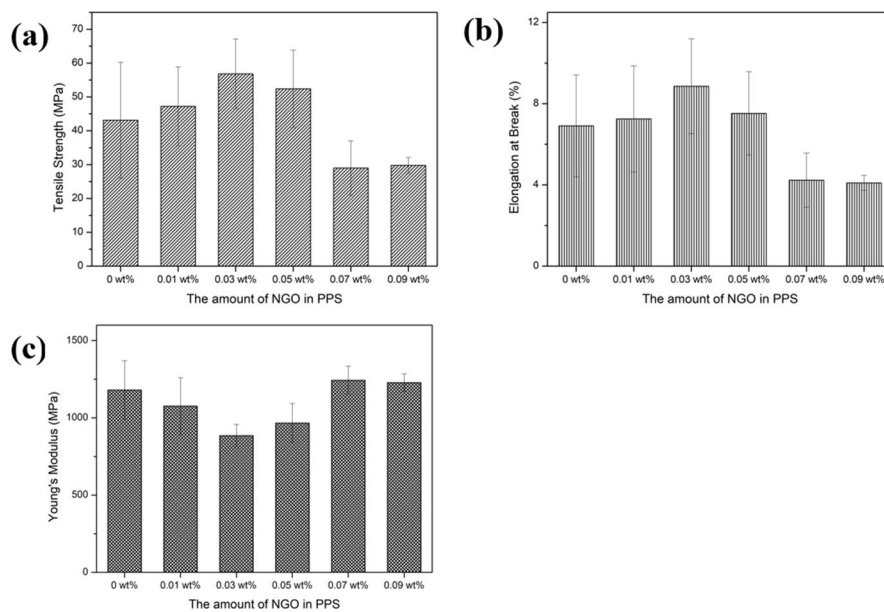 (a)
70
60
50
40
30
20
10
0
Tensile Strength (MPa)
0 wt%
0.01 wt%
0.03 wt%
0.05 wt%
0.07 wt%
0.09 wt%
The amount of NGO in PPS
(b)
12
8
4
0
Elongation at Break (%)
0 wt%
0.01 wt%
0.03 wt%
0.05 wt%
0.07 wt%
0.09 wt%
The amount of NGO in PPS
(c)
1500
1000
500
0
Young's Modulus (MPa)
0 wt%
0.01 wt%
0.03 wt%
0.05 wt%
0.07 wt%
0.09 wt%
The amount of NGO in PPS